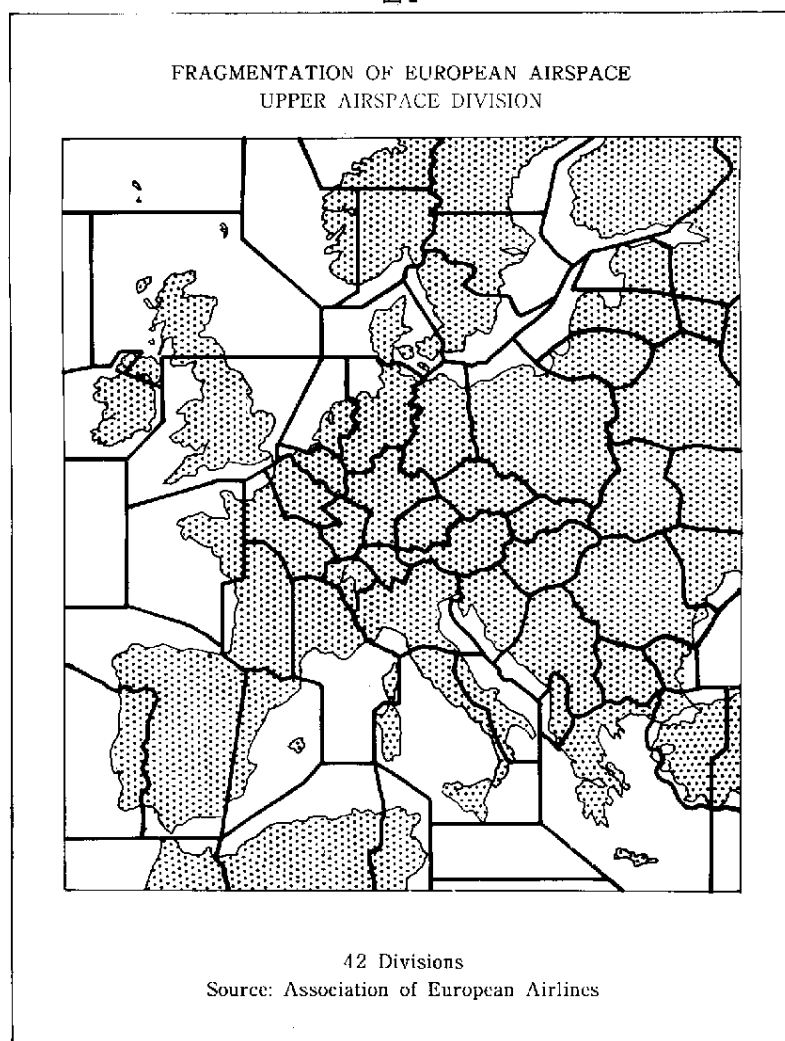 FRAGMENTATION OF EUROPEAN AIRSPACE
UPPER AIRSPACE DIVISION
42 Divisions
Source: Association of European Airlines